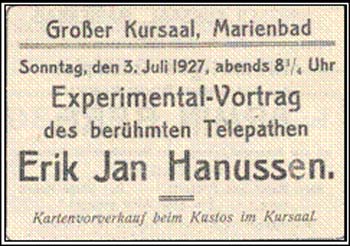 Großer Kursaal, Marienbad
Sonntag, den 3. Juli 1927, abends 8¼ Uhr
Experimental-Vortrag
des berühmten Telepathen
Erik Jan Hanussen.
Kartenvorverkauf beim Kustos im Kursaal.